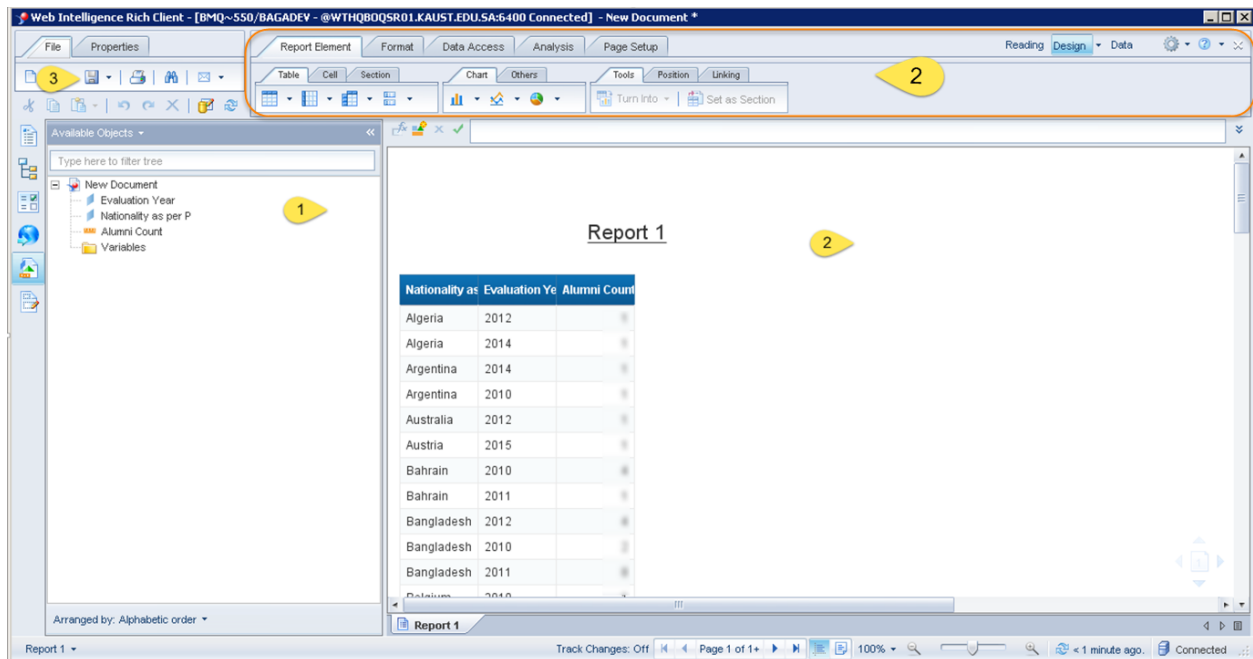 Web Intelligence Rich Client - [BMQ~550/BAGADEV - @WTHQBOQSR01.KAUST.EDU.SA:6400 Connected] - New Document *
File Properties Report Element Format Data Access Analysis Page Setup Reading Design Data
3 Table Cell Section Chart Others Tools Position Linking 2
Turn Into Set as Section
Available Objects
Type here to filter tree
New Document
Evaluation Year
Nationality as per P
Alumni Count
Variables
1
Report 1
2
Nationality as Evaluation Ye Alumni Count
Algeria 2012
Algeria 2014
Argentina 2014
Argentina 2010
Australia 2012
Austria 2015
Bahrain 2010
Bahrain 2011
Bangladesh 2012
Bangladesh 2010
Bangladesh 2011
Arranged by: Alphabetic order
Report 1
Report 1 Track Changes: Off Page 1 of 1+ 100% < 1 minute ago. Connected